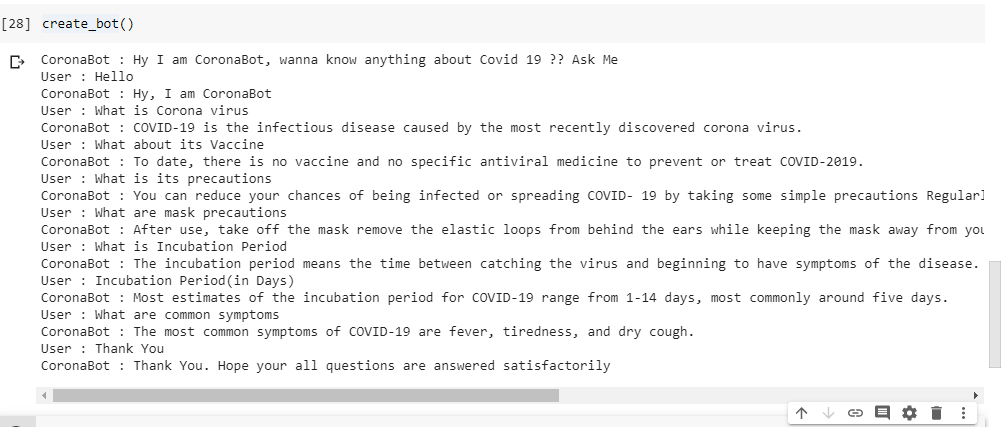 [28] create_bot()
CoronaBot : Hy I am CoronaBot, wanna know anything about Covid 19 ?? Ask Me
User : Hello
CoronaBot : Hy, I am CoronaBot
User : What is Corona virus
CoronaBot : COVID-19 is the infectious disease caused by the most recently discovered corona virus.
User : What about its Vaccine
CoronaBot : To date, there is no vaccine and no specific antiviral medicine to prevent or treat COVID-2019.
User : What is its precautions
CoronaBot : You can reduce your chances of being infected or spreading COVID- 19 by taking some simple precautions Regularl
User : What are mask precautions
CoronaBot : After use, take off the mask remove the elastic loops from behind the ears while keeping the mask away from you
User : What is Incubation Period
CoronaBot : The incubation period means the time between catching the virus and beginning to have symptoms of the disease.
User : Incubation Period(in Days)
CoronaBot : Most estimates of the incubation period for COVID-19 range from 1-14 days, most commonly around five days.
User : What are common symptoms
CoronaBot : The most common symptoms of COVID-19 are fever, tiredness, and dry cough.
User : Thank You
CoronaBot : Thank You. Hope your all questions are answered satisfactorily